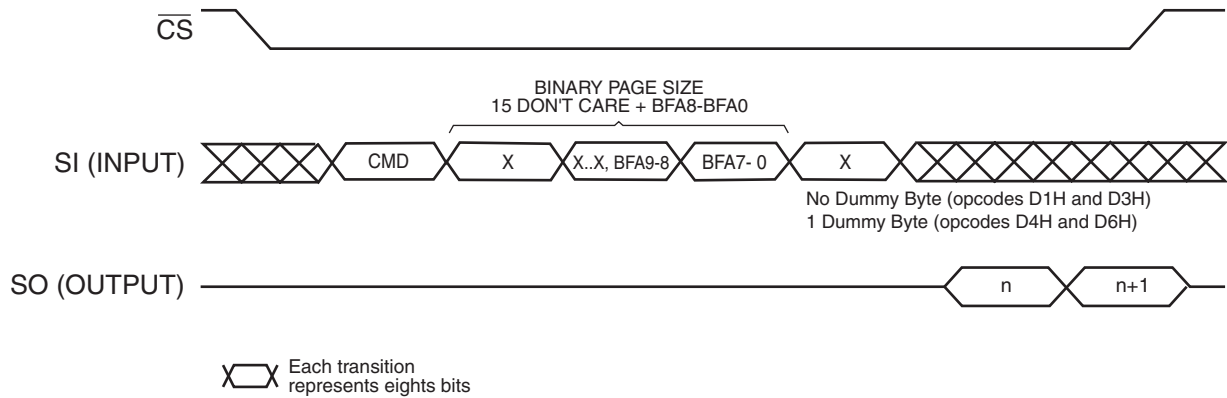 CS
BINARY PAGE SIZE
15 DON'T CARE + BFA8-BFA0
SI (INPUT)
CMD
X
X..X, BFA9-8
BFA7- 0
X
No Dummy Byte (opcodes D1H and D3H)
1 Dummy Byte (opcodes D4H and D6H)
SO (OUTPUT)
n
n+1
Each transition
represents eights bits